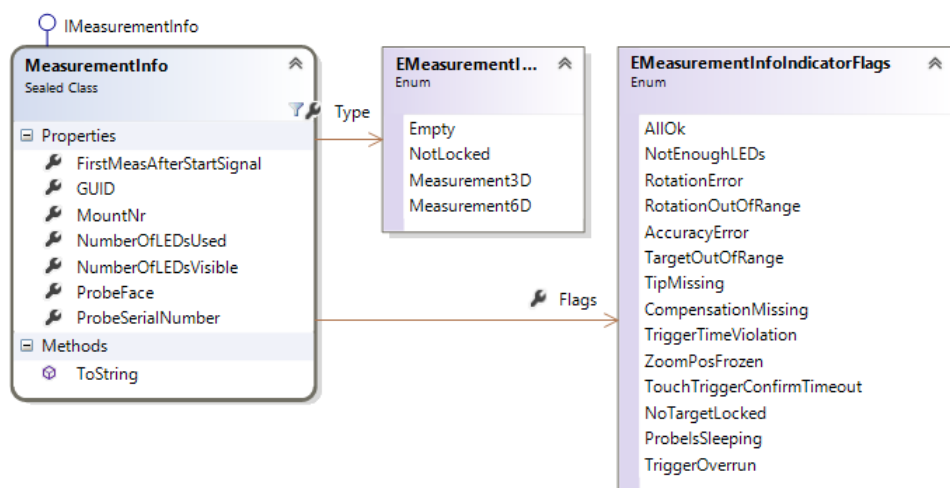 IMeasurementInfo
MeasurementInfo
Sealed Class
Properties
FirstMeasAfterStartSignal
GUID
MountNr
NumberOfLEDsUsed
NumberOfLEDsVisible
ProbeFace
ProbeSerialNumber
Methods
ToString
Type
EMeasurementI...
Enum
Empty
NotLocked
Measurement3D
Measurement6D
Flags
EMeasurementInfoIndicatorFlags
Enum
AllOk
NotEnoughLEDs
RotationError
RotationOutOfRange
AccuracyError
TargetOutOfRange
TipMissing
CompensationMissing
TriggerTimeViolation
ZoomPosFrozen
TouchTriggerConfirmTimeout
NoTargetLocked
ProbeIsSleeping
TriggerOverrun